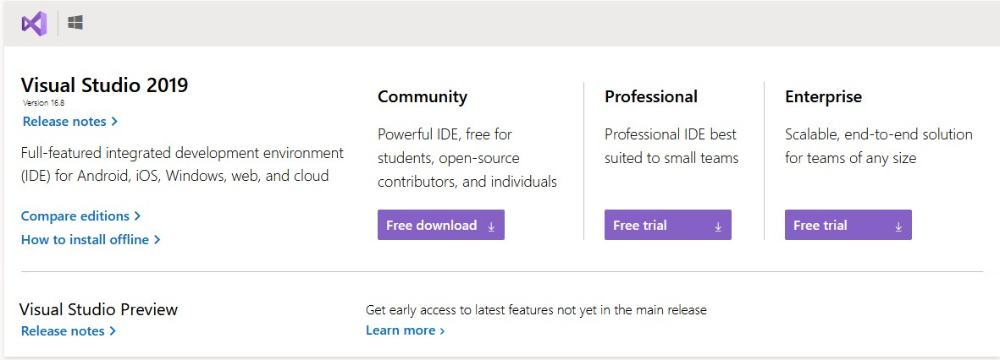 Visual Studio 2019
Version 16.8
Release notes
Full-featured integrated development environment
(IDE) for Android, iOS, Windows, web, and cloud
Compare editions
How to install offline
Community
Powerful IDE, free for
students, open-source
contributors, and individuals
Free download
Professional
Professional IDE best
suited to small teams
Free trial
Enterprise
Scalable, end-to-end solution
for teams of any size
Free trial
Visual Studio Preview
Release notes
Get early access to latest features not yet in the main release
Learn more